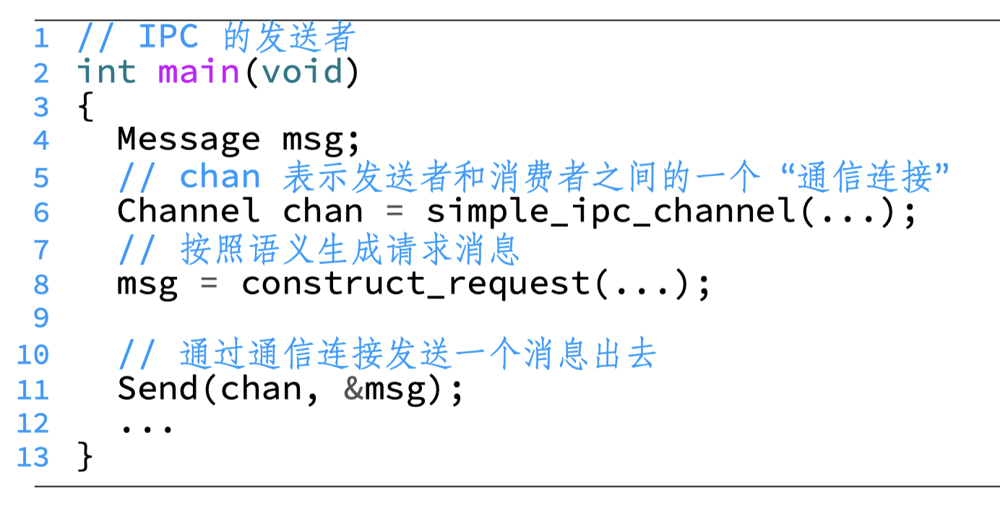 1 // IPC 的发送者
2 int main(void)
3 {
4   Message msg;
5   // chan 表示发送者和消费者之间的一个“通信连接”
6   Channel chan = simple_ipc_channel(...);
7   // 按照语义生成请求消息
8   msg = construct_request(...);
9
10   // 通过通信连接发送一个消息出去
11   Send(chan, &msg);
12   ...
13 }